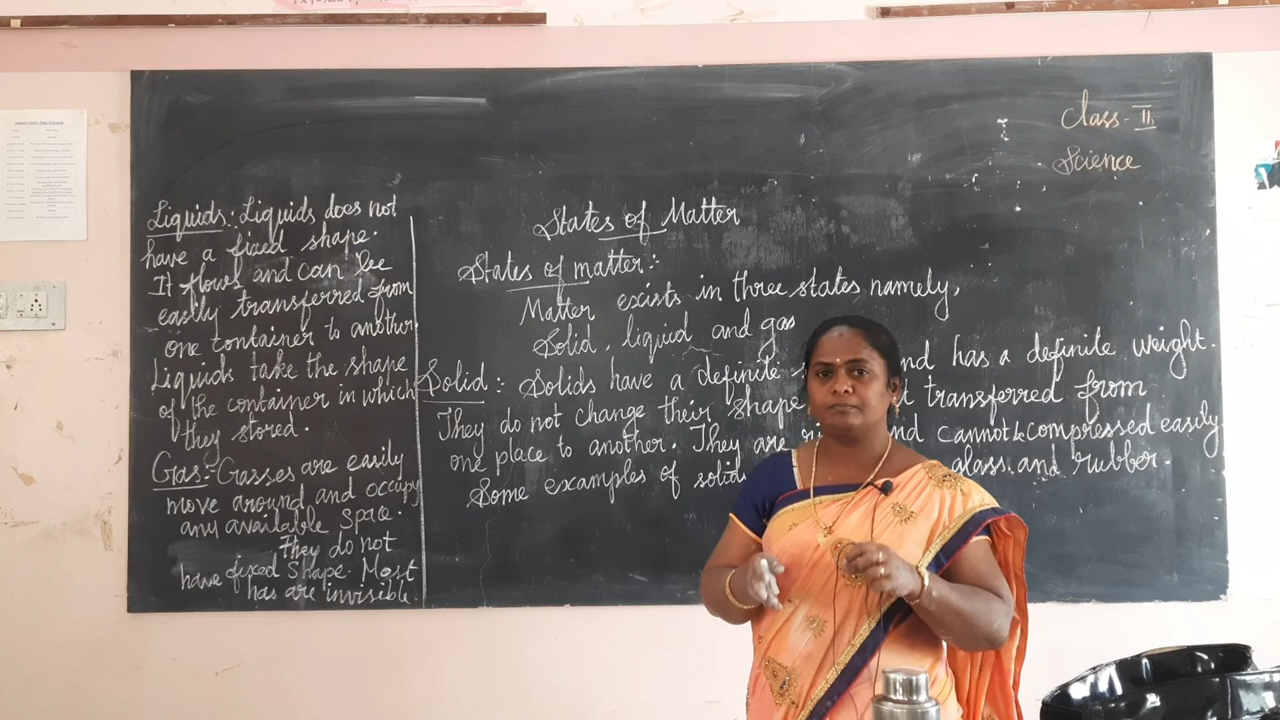 Class-II
Science
States of Matter
States of matter:-
Matter exists in three states namely,
Solid, liquid and gas
Solid:- Solids have a definite and has a definite weight.
They do not change their shape transferred from
one place to another. They are and cannot be compressed easily
Some examples of solids glass and rubber.
Liquids: Liquids does not
have a fixed shape.
It flows and can be
easily transferred from
one container to another
Liquids take the shape
of the container in which
they stored.
Gas:- Gasses are easily
move around and occupy
any available space.
They do not
have fixed Shape. Most
has are invisible.